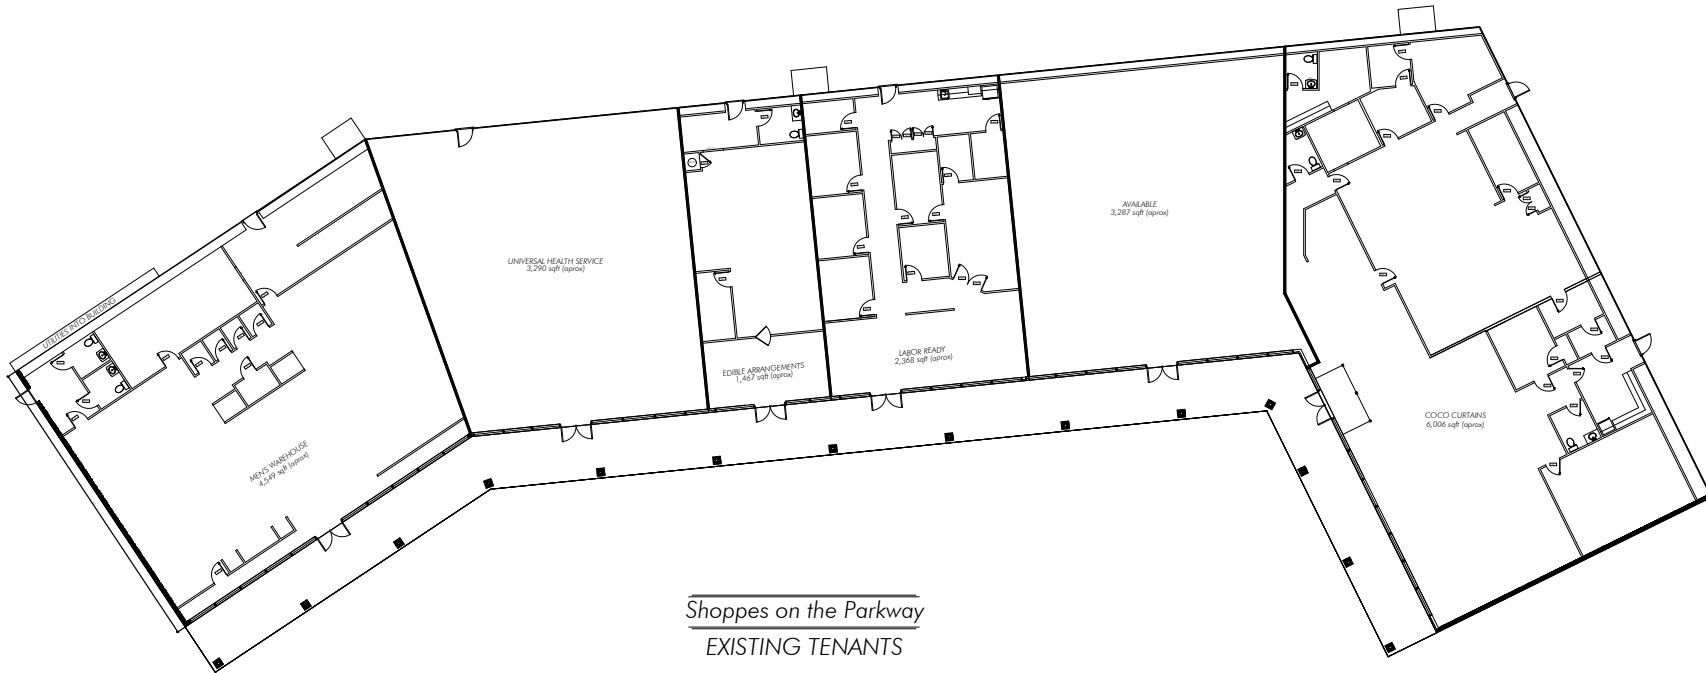 UTILITIES INTO BUILDING
MEN'S WAREHOUSE
4,549 sqft (aprox)
UNIVERSAL HEALTH SERVICE
3,290 sqft (aprox)
EDIBLE ARRANGEMENTS
1,467 sqft (aprox)
LABOR READY
2,368 sqft (aprox)
AVAILABLE
3,287 sqft (aprox)
COCO CURTAINS
6,006 sqft (aprox)
Shoppes on the Parkway
EXISTING TENANTS